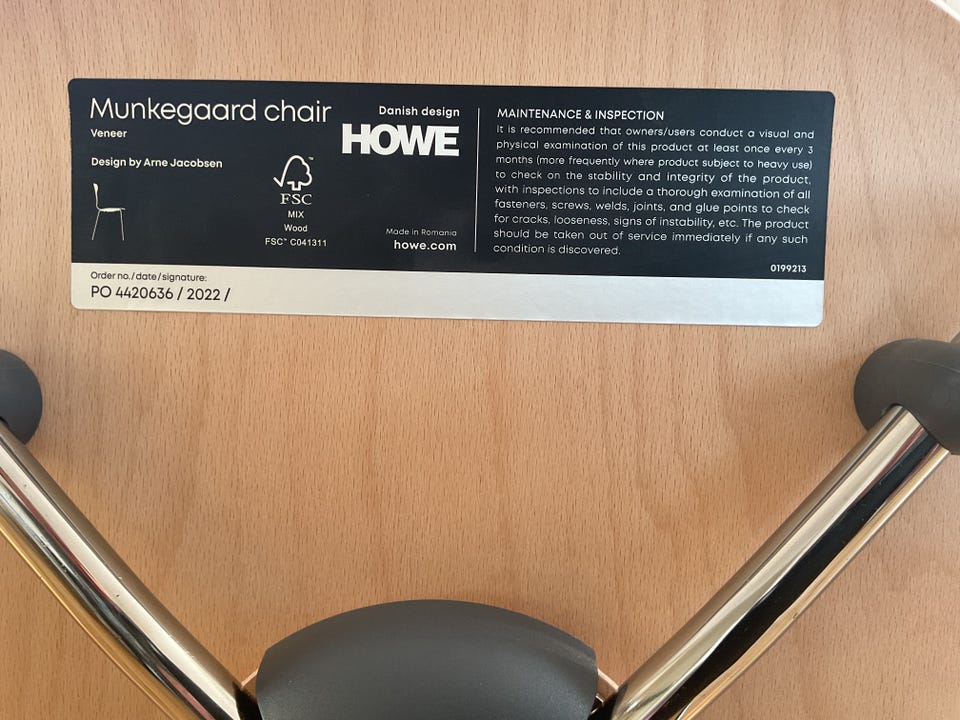 Munkegaard chair
Veneer
Design by Arne Jacobsen
FSC™
MIX
Wood
FSC™ C041311
Danish design
HOWE
Made in Romania
howe.com
MAINTENANCE & INSPECTION
It is recommended that owners/users conduct a visual and
physical examination of this product at least once every 3
months (more frequently where product subject to heavy use)
to check on the stability and integrity of the product,
with inspections to include a thorough examination of all
fasteners, screws, welds, joints, and glue points to check
for cracks, looseness, signs of instability, etc. The product
should be taken out of service immediately if any such
condition is discovered.
0199213
Order no./date/signature:
PO 4420636 / 2022 /